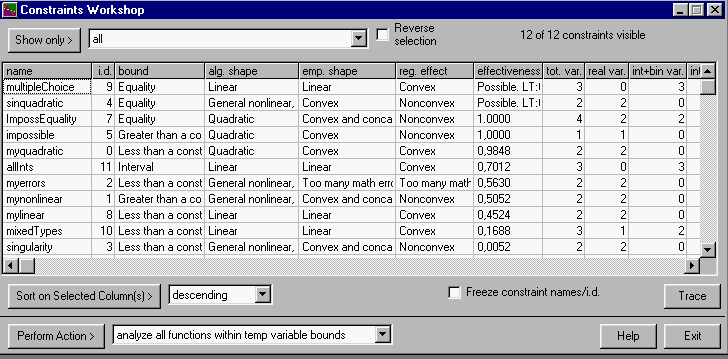 Constraints Workshop
Show only > all Reverse selection 12 of 12 constraints visible
name i.d. bound alg. shape emp. shape reg. effect effectiveness tot. var. real var. int+bin var. int
multipleChoice 9 Equality Linear Linear Convex Possible. LT:0 3 0 3
sinquadratic 4 Equality General nonlinear, Convex Nonconvex Possible. LT:0 2 2 0
ImpossEquality 7 Equality Quadratic Convex and conca Nonconvex 1.0000 4 2 2
impossible 5 Greater than a co Quadratic Convex Nonconvex 1,0000 1 1 0
myquadratic 0 Less than a const Quadratic Convex Convex 0,9848 2 2 0
allInts 11 Interval Linear Linear Convex 0,7012 3 0 3
myerrors 2 Less than a const General nonlinear, Too many math erro Too many math 0,5630 2 2 0
mynonlinear 1 Greater than a co General nonlinear, Convex Nonconvex 0,5052 2 2 0
mylinear 8 Less than a const Linear Linear Convex 0,4524 2 2 0
mixedTypes 10 Less than a const Linear Linear Convex 0,1688 3 1 2
singularity 3 Less than a const General nonlinear, Convex and conca Nonconvex 0,0052 2 2 0
Sort on Selected Column(s) > descending Freeze constraint names/i.d. Trace
Perform Action > analyze all functions within temp variable bounds Help Exit